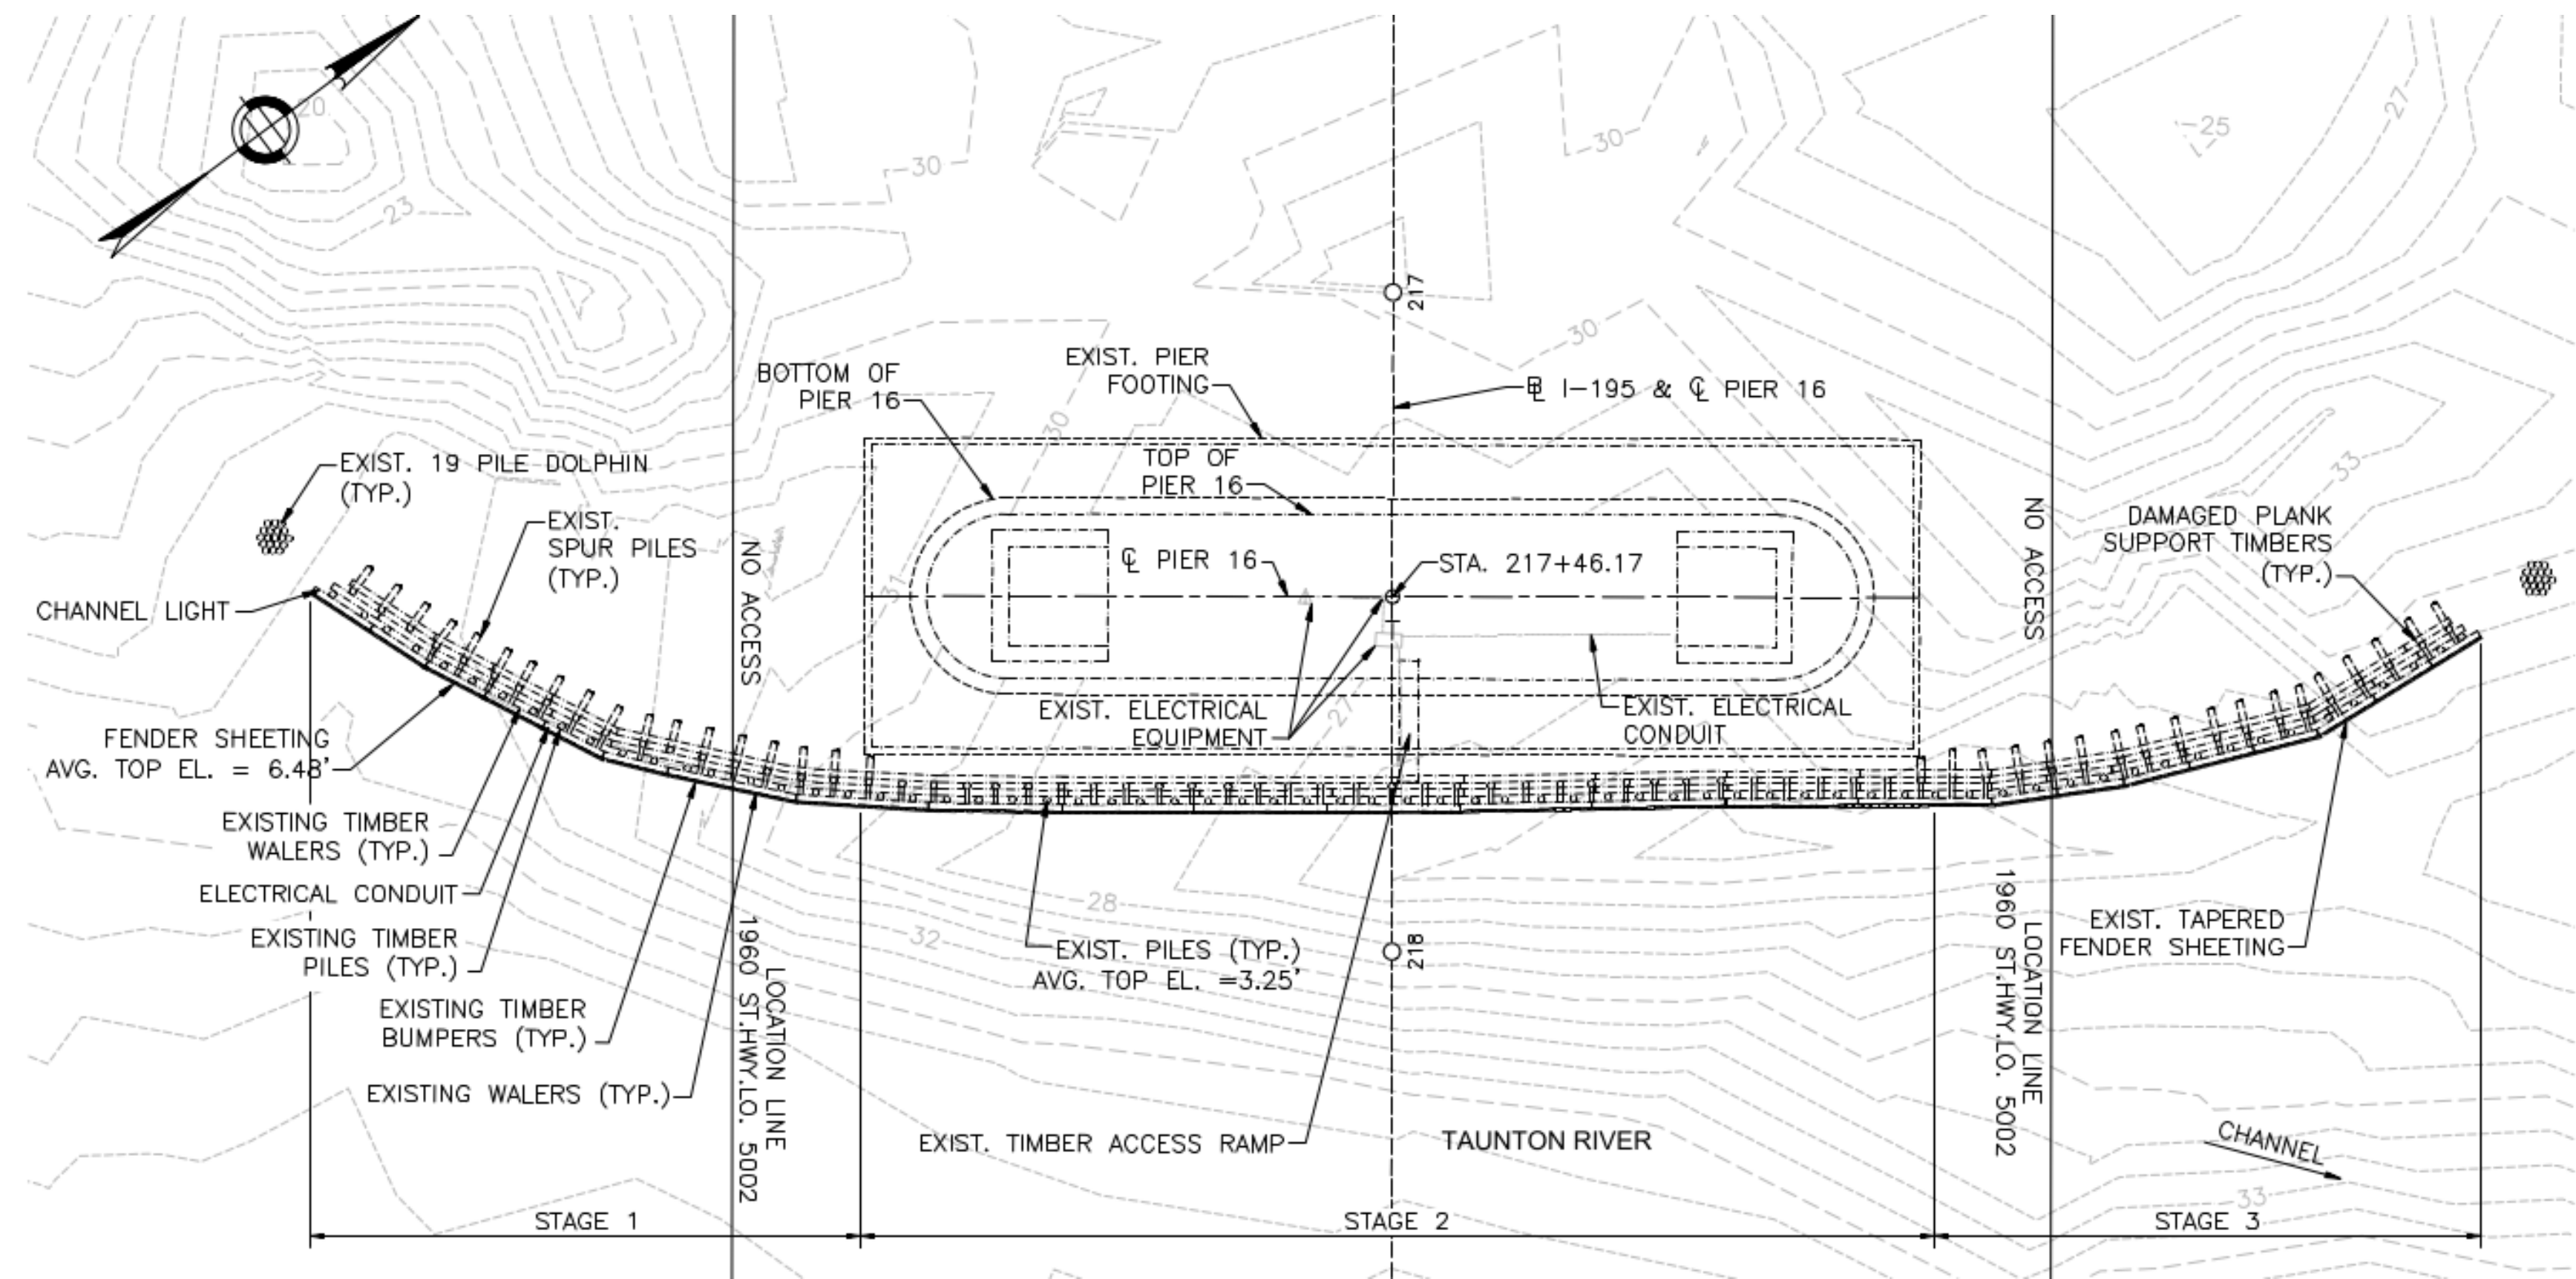 20
23
30
30
25
27
217
30
EXIST. PIER
FOOTING
BOTTOM OF
PIER 16
℄ I-195 & ℄ PIER 16
30
EXIST. 19 PILE DOLPHIN
(TYP.)
TOP OF
PIER 16
33
EXIST.
SPUR PILES
(TYP.)
NO ACCESS
NO ACCESS
DAMAGED PLANK
SUPPORT TIMBERS
(TYP.)
℄ PIER 16
STA. 217+46.17
31
CHANNEL LIGHT
EXIST. ELECTRICAL
EQUIPMENT
27
EXIST. ELECTRICAL
CONDUIT
FENDER SHEETING
AVG. TOP EL. = 6.48'
EXISTING TIMBER
WALERS (TYP.)
ELECTRICAL CONDUIT
EXISTING TIMBER
PILES (TYP.)
EXISTING TIMBER
BUMPERS (TYP.)
EXISTING WALERS (TYP.)
LOCATION LINE
1960 ST.HWY.LO. 5002
28
32
EXIST. PILES (TYP.)
AVG. TOP EL. =3.25'
218
EXIST. TIMBER ACCESS RAMP
TAUNTON RIVER
LOCATION LINE
1960 ST.HWY.LO. 5002
EXIST. TAPERED
FENDER SHEETING
CHANNEL
33
STAGE 1
STAGE 2
STAGE 3